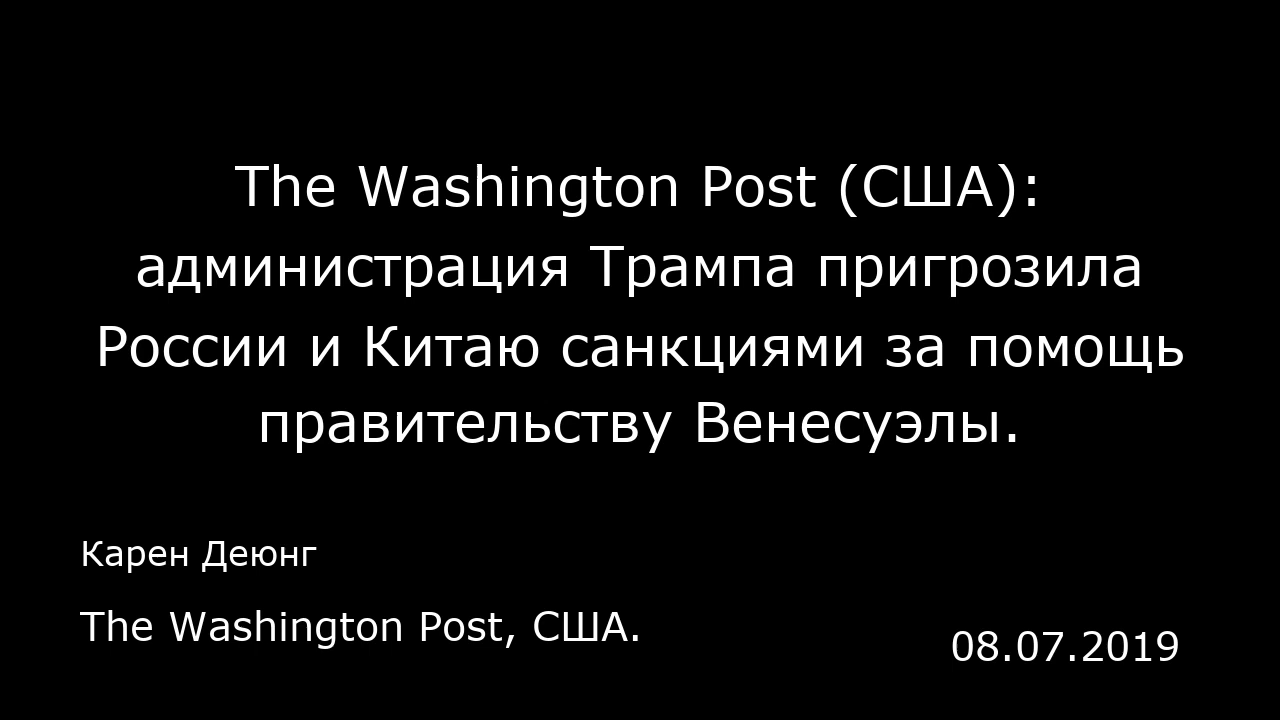 The Washington Post (США):
администрация Трампа пригрозила
России и Китаю санкциями за помощь
правительству Венесуэлы.
Карен Деюнг
The Washington Post, США.
08.07.2019